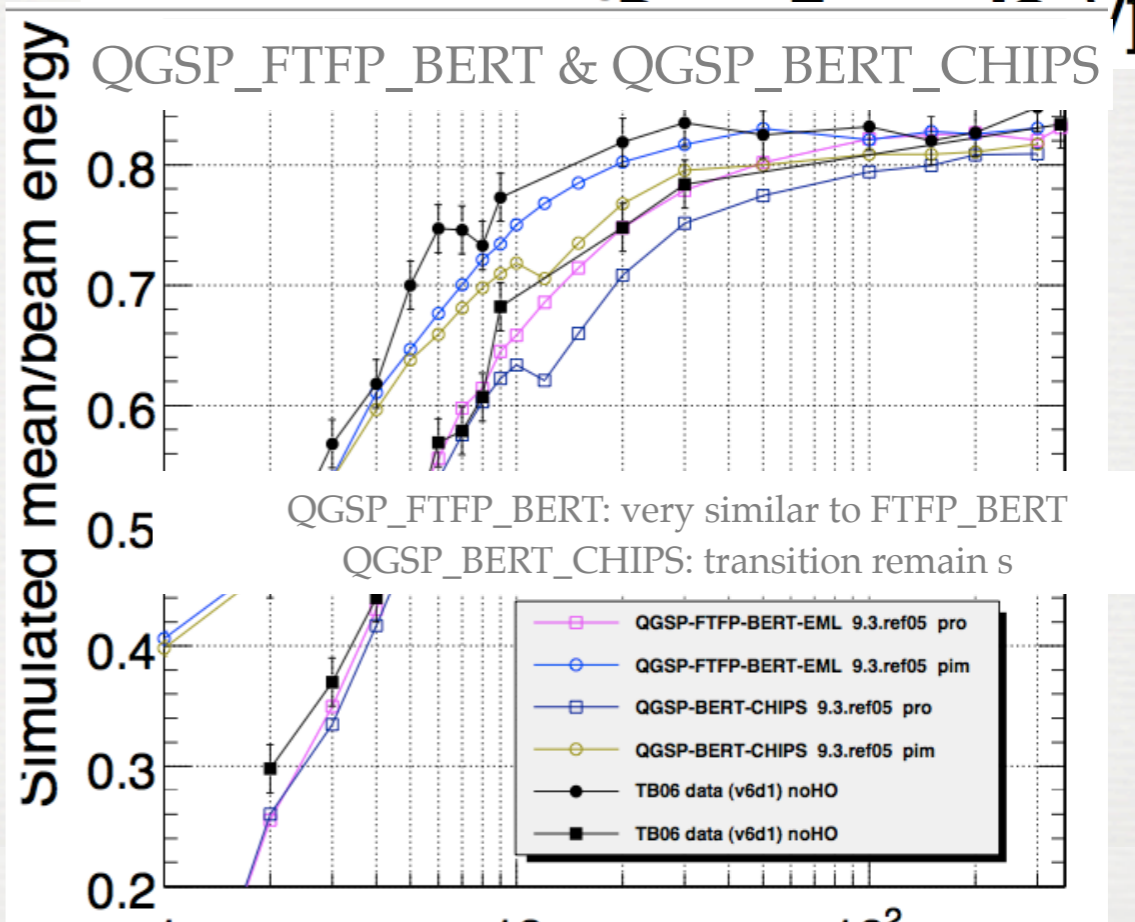 QGSP_FTFP_BERT & QGSP_BERT_CHIPS
Simulated mean/beam energy
0.8
0.7
0.6
0.5
QGSP_FTFP_BERT: very similar to FTFP_BERT
QGSP_BERT_CHIPS: transition remain s
0.4
0.3
0.2
QGSP-FTFP-BERT-EML 9.3.ref05 pro
QGSP-FTFP-BERT-EML 9.3.ref05 pim
QGSP-BERT-CHIPS 9.3.ref05 pro
QGSP-BERT-CHIPS 9.3.ref05 pim
TB06 data (v6d1) noHO
TB06 data (v6d1) noHO